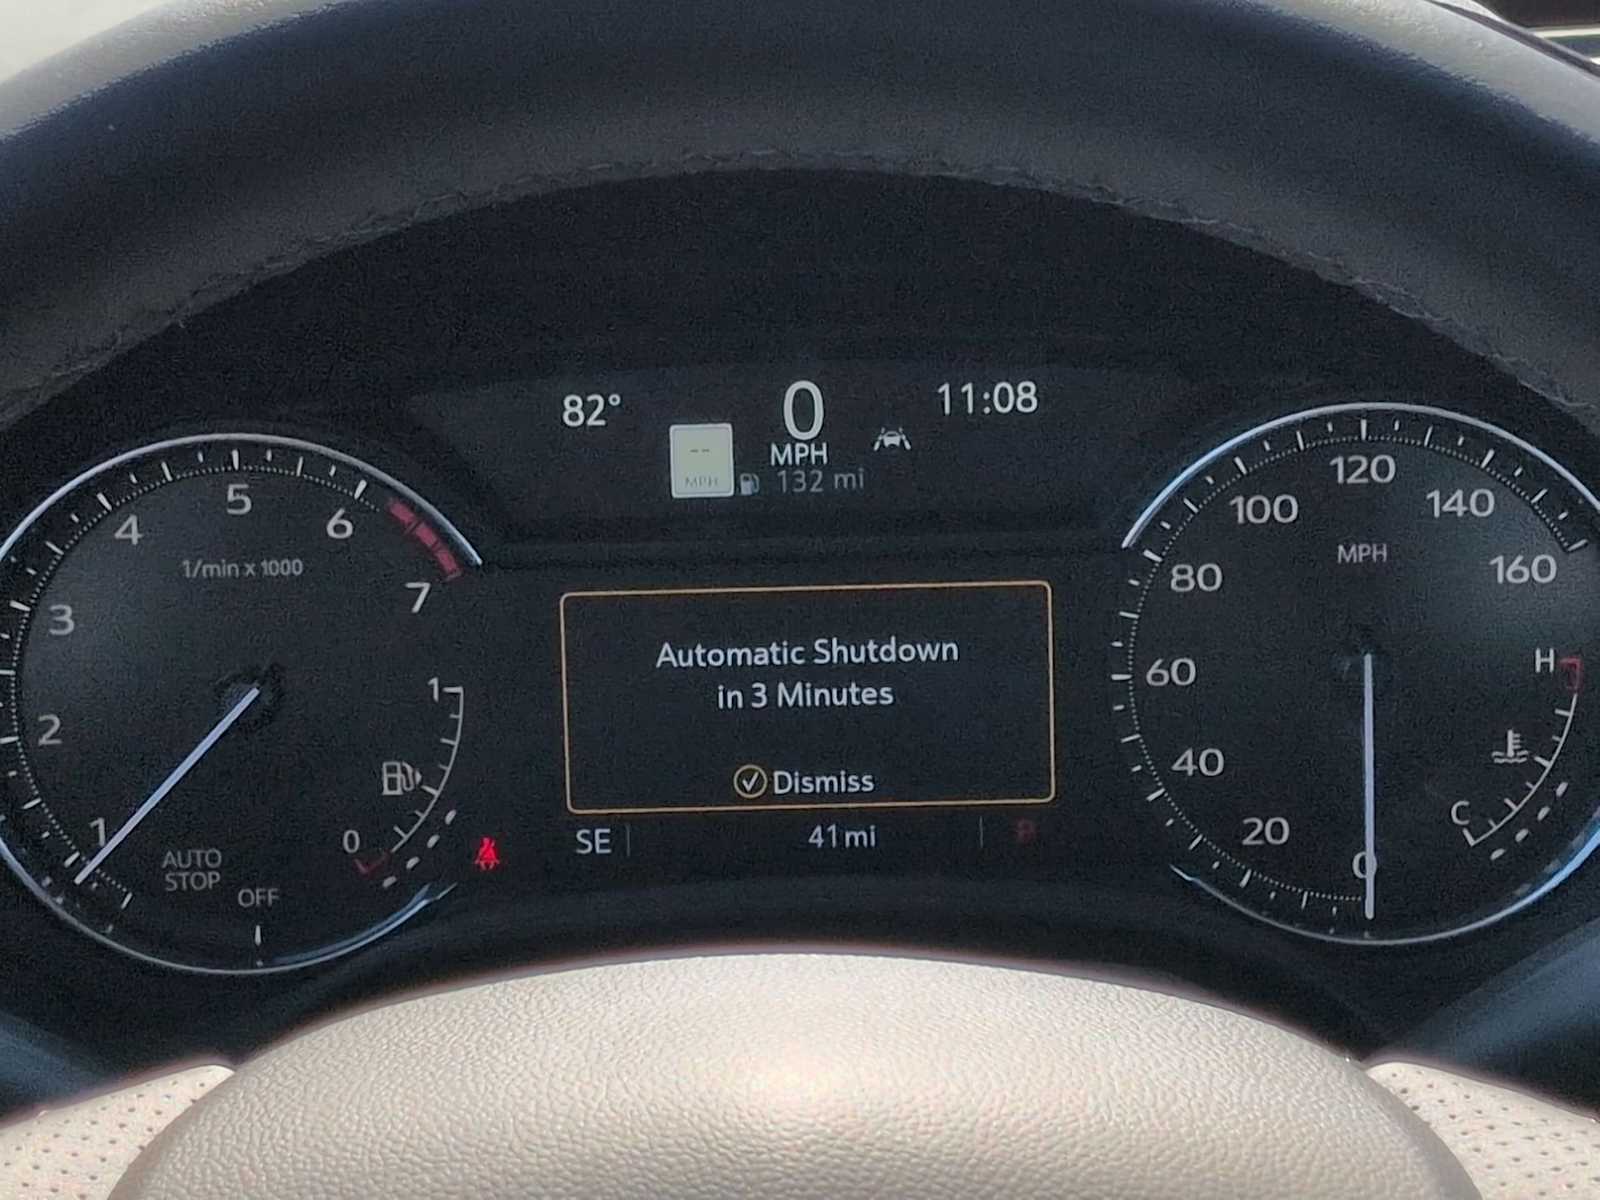 82°
0
11:08
--
MPH
MPH
132 mi
1
2
3
4
5
6
7
1/min x 1000
1
0
AUTO
STOP
OFF
Automatic Shutdown
in 3 Minutes
Dismiss
SE
41 mi
P
0
20
40
60
80
100
120
140
160
MPH
H
C